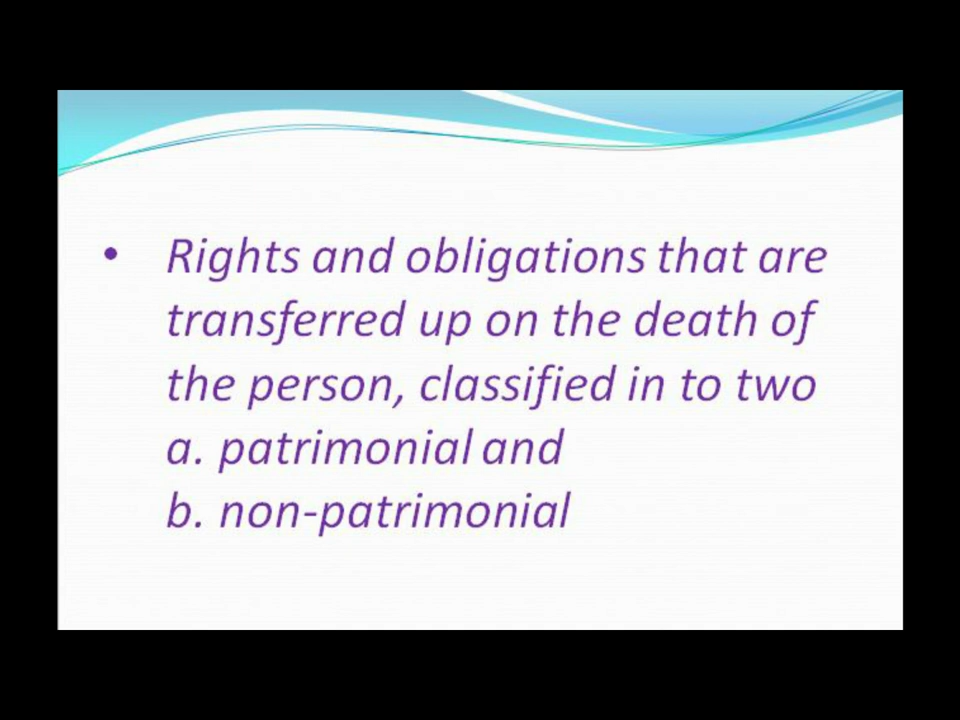 • Rights and obligations that are
transferred up on the death of
the person, classified in to two
a. patrimonial and
b. non-patrimonial